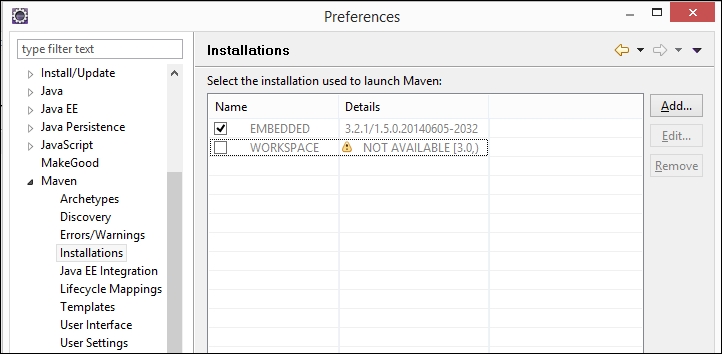 Preferences
type filter text
Install/Update
Java
Java EE
Java Persistence
JavaScript
MakeGood
Maven
Archetypes
Discovery
Errors/Warnings
Installations
Java EE Integration
Lifecycle Mappings
Templates
User Interface
User Settings
Installations
Select the installation used to launch Maven:
Name Details
EMBEDDED 3.2.1/1.5.0.20140605-2032
WORKSPACE NOT AVAILABLE [3.0,)
Add...
Edit...
Remove